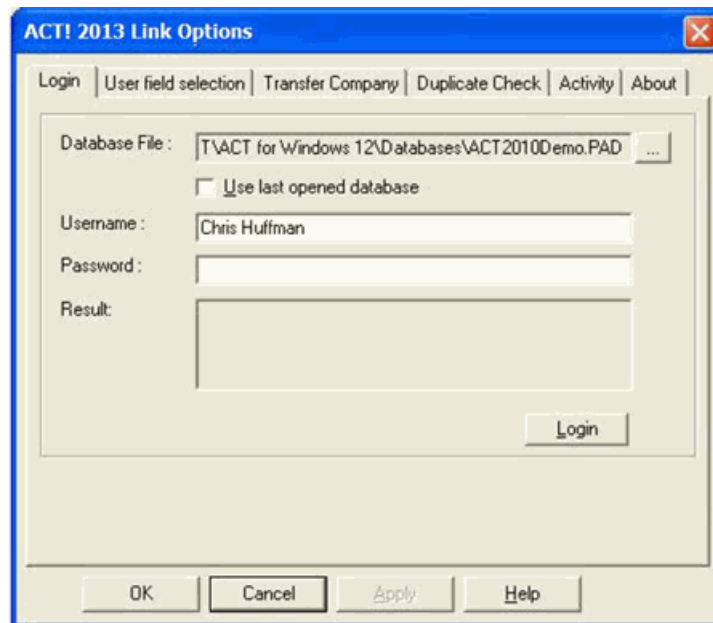 ACT! 2013 Link Options
Login User field selection Transfer Company Duplicate Check Activity About
Database File : T\ACT for Windows 12\Databases\ACT2010Demo.PAD ...
Use last opened database
Username : Chris Huffman
Password :
Result:
Login
OK Cancel Apply Help